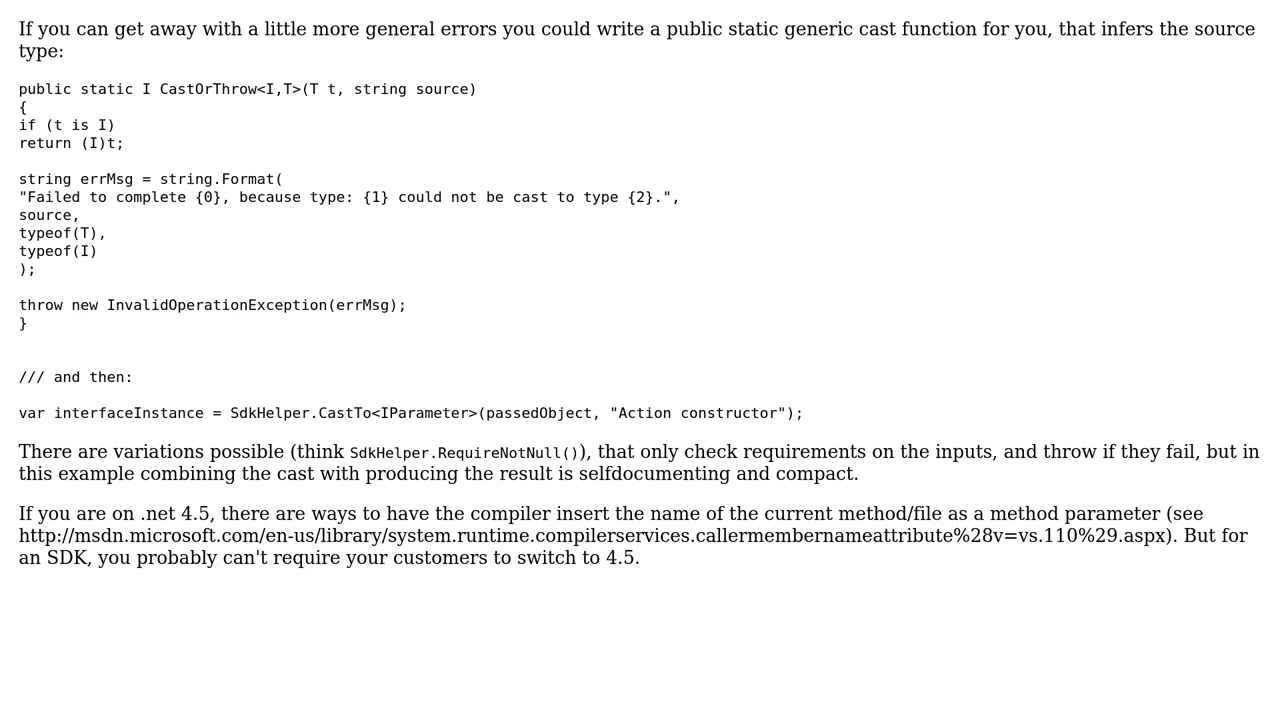 If you can get away with a little more general errors you could write a public static generic cast function for you, that infers the source
type:
public static I CastOrThrow<I,T>(T t, string source)
{
if (t is I)
return (I)t;
string errMsg = string.Format(
"Failed to complete {0}, because type: {1} could not be cast to type {2}.",
source,
typeof(T),
typeof(I)
);
throw new InvalidOperationException(errMsg);
}
/// and then:
var interfaceInstance = SdkHelper.CastTo<IParameter>(passedObject, "Action constructor");
There are variations possible (think SdkHelper.RequireNotNull()), that only check requirements on the inputs, and throw if they fail, but in
this example combining the cast with producing the result is selfdocumenting and compact.
If you are on .net 4.5, there are ways to have the compiler insert the name of the current method/file as a method parameter (see
http://msdn.microsoft.com/en-us/library/system.runtime.compilerservices.callermembernameattribute%28v=vs.110%29.aspx). But for
an SDK, you probably can't require your customers to switch to 4.5.